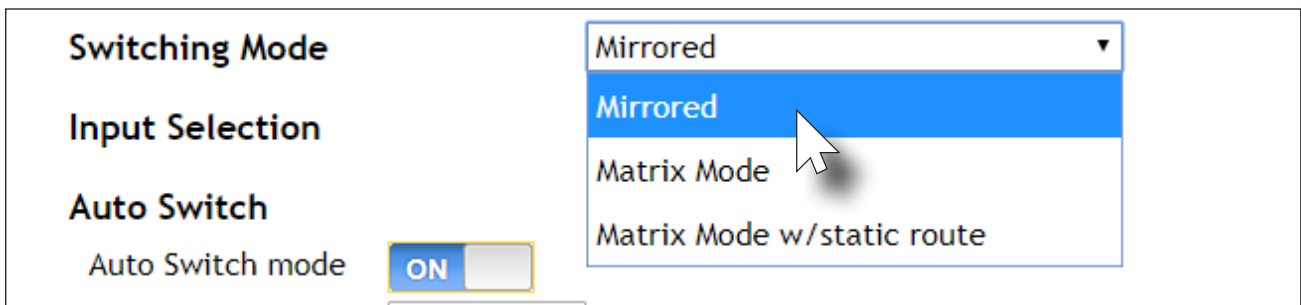 Switching Mode
Mirrored
Mirrored
Input Selection
Matrix Mode
Auto Switch
Matrix Mode w/static route
Auto Switch mode
ON